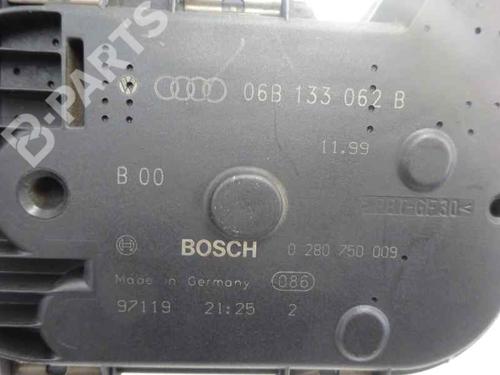 B-PARTS
06B 133 062 B
11.99
B 00
BOSCH 0 280 750 009
Made in Germany 086
97119 21:25 2